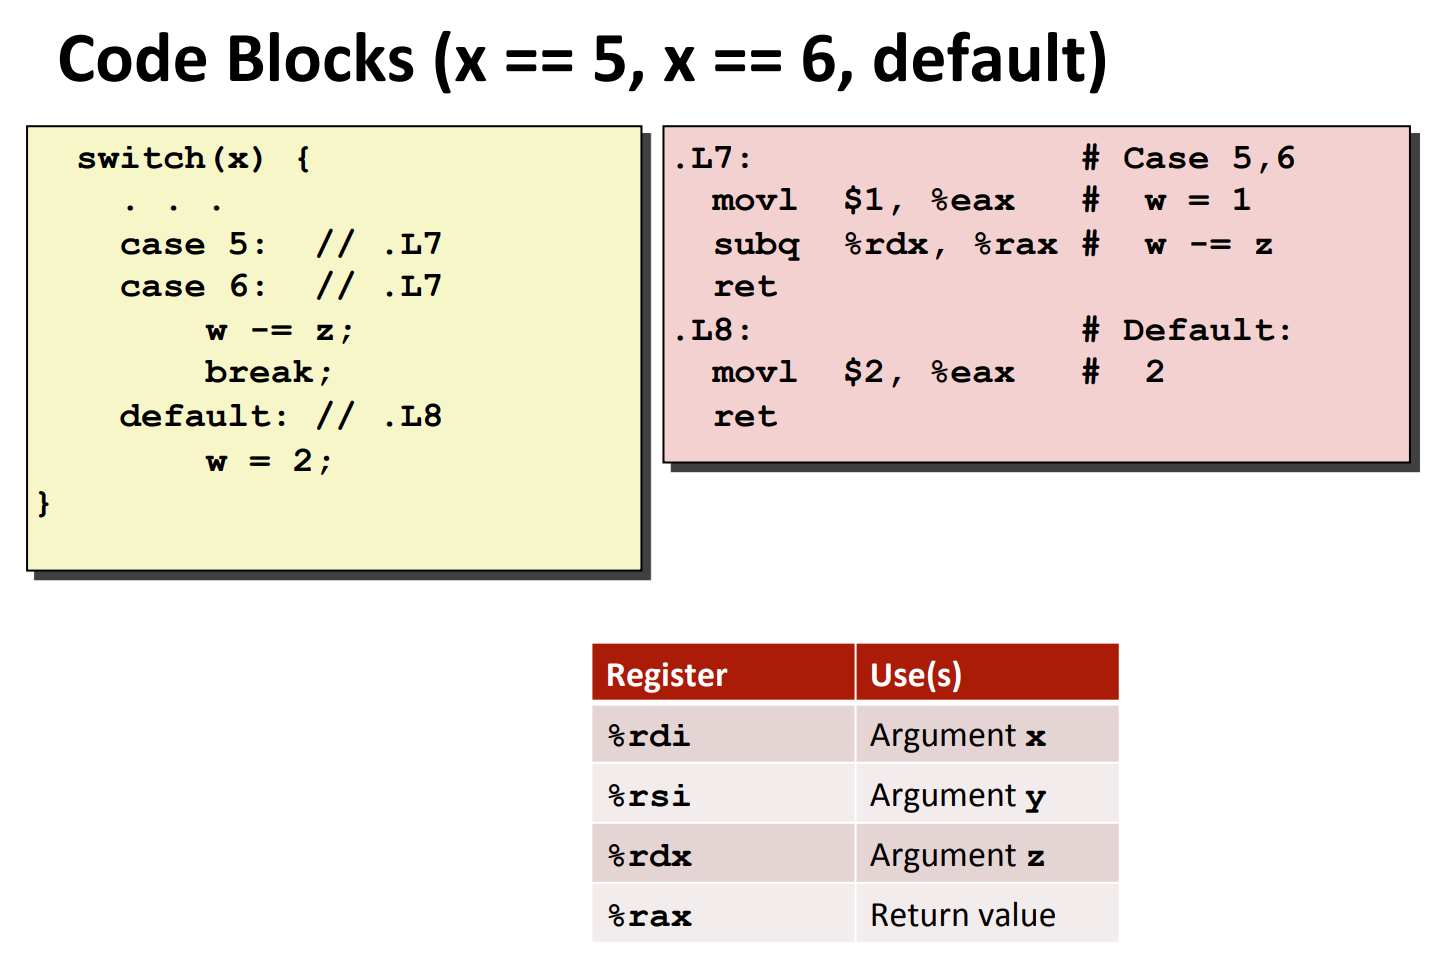 Code Blocks (x == 5, x == 6, default)
switch(x) {
. . .
case 5:  // .L7
case 6:  // .L7
w -= z;
break;
default: // .L8
w = 2;
}
.L7:               # Case 5,6
movl  $1, %eax   #  w = 1
subq  %rdx, %rax #  w -= z
ret
.L8:               # Default:
movl  $2, %eax   #  2
ret
Register Use(s)
%rdi Argument x
%rsi Argument y
%rdx Argument z
%rax Return value